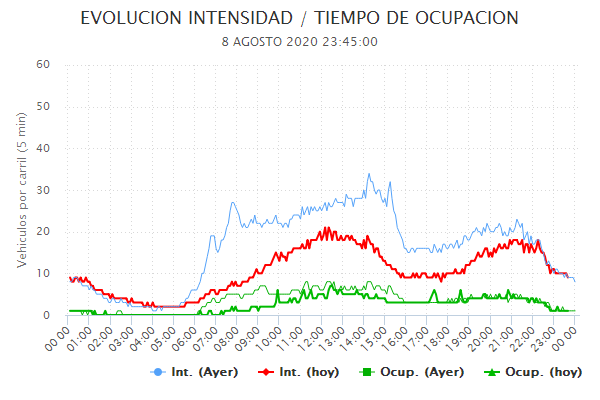 EVOLUCION INTENSIDAD / TIEMPO DE OCUPACION
8 AGOSTO 2020 23:45:00
Vehiculos por carril (5 min)
60
50
40
30
20
10
0
00:00 01:00 02:00 03:00 04:00 05:00 06:00 07:00 08:00 09:00 10:00 11:00 12:00 13:00 14:00 15:00 16:00 17:00 18:00 19:00 20:00 21:00 22:00 23:00 00:00
Int. (Ayer) Int. (hoy) Ocup. (Ayer) Ocup. (hoy)